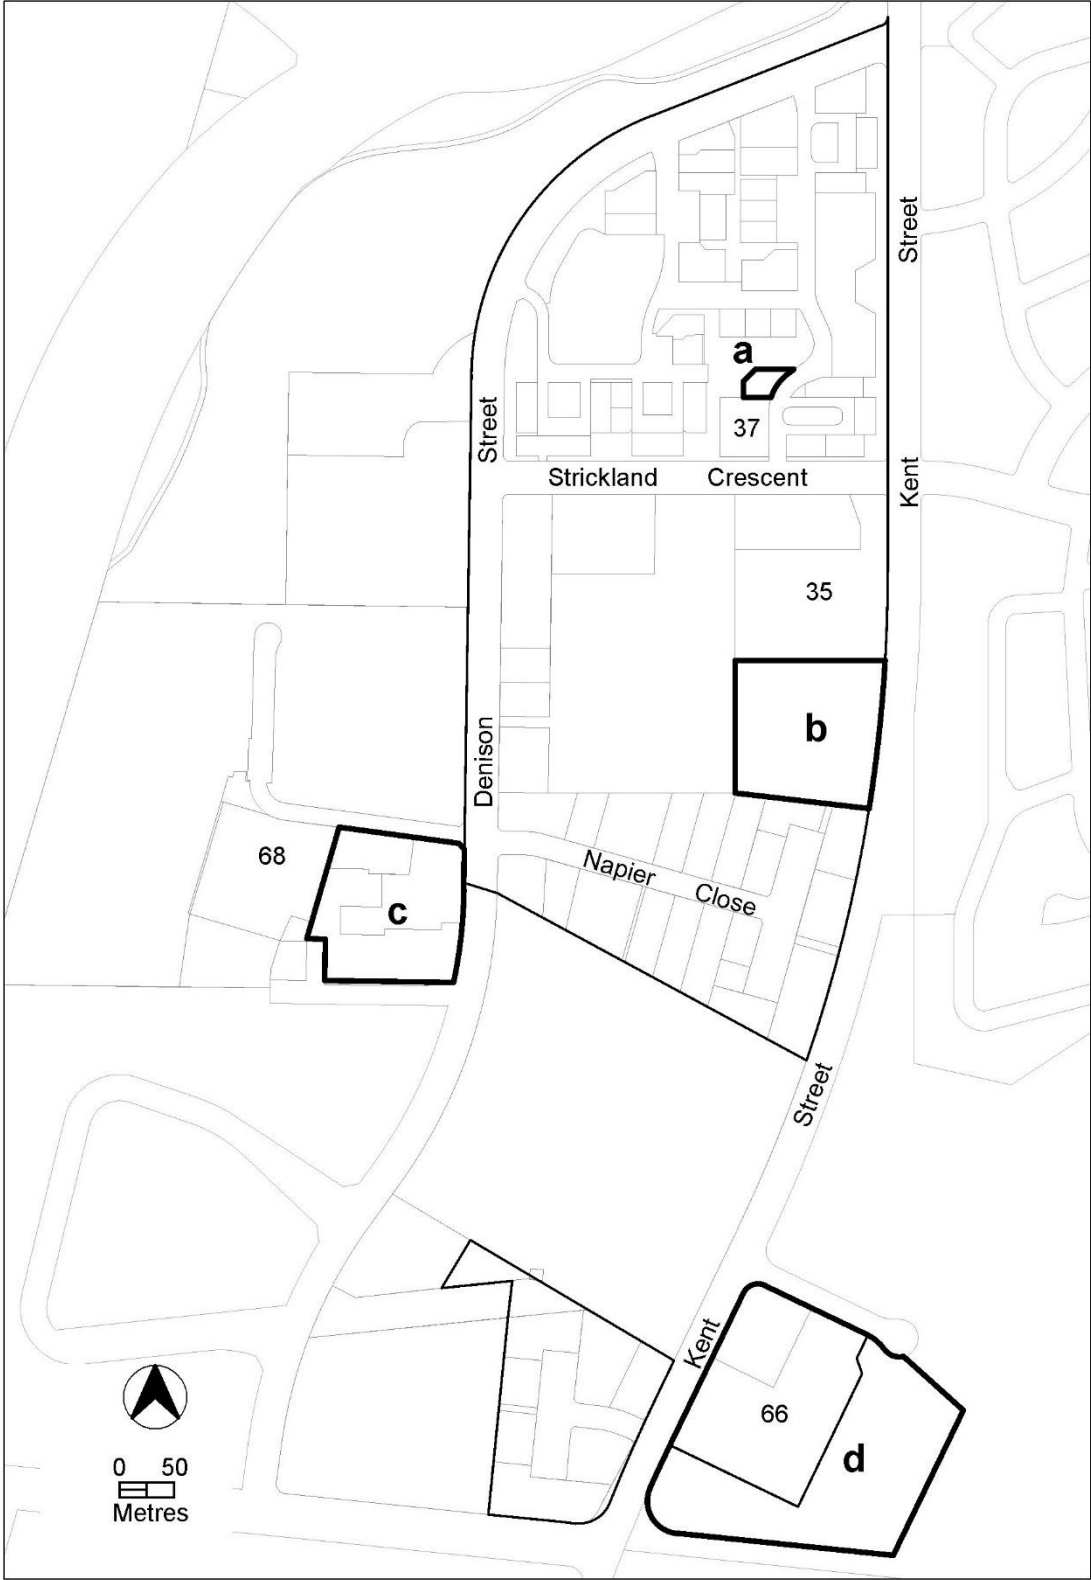 Street
a
Street
37
Kent
Strickland Crescent
35
b
Denison
68
Napier Close
c
Street
Kent
66
d
0 50
Metres